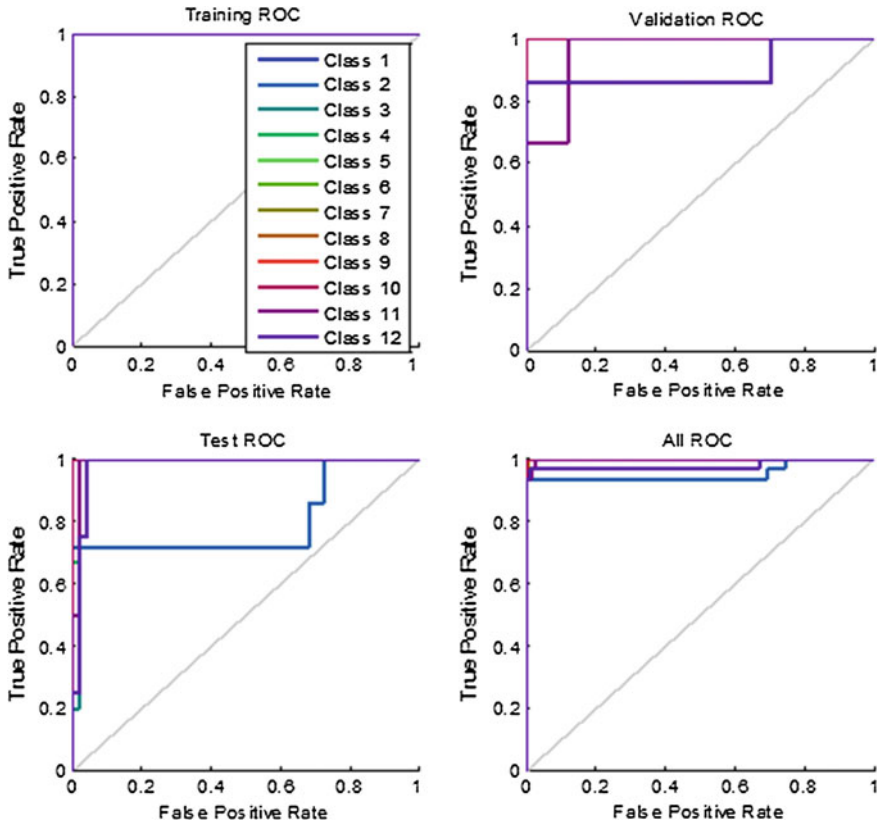 Training ROC
1
0.8
0.6
0.4
0.2
0
True Positive Rate
0 0.2 0.4 0.6 0.8 1
False Positive Rate
Class 1
Class 2
Class 3
Class 4
Class 5
Class 6
Class 7
Class 8
Class 9
Class 10
Class 11
Class 12
Validation ROC
1
0.8
0.6
0.4
0.2
0
True Positive Rate
0 0.2 0.4 0.6 0.8 1
False Positive Rate
Test ROC
1
0.8
0.6
0.4
0.2
0
True Positive Rate
0 0.2 0.4 0.6 0.8 1
False Positive Rate
All ROC
1
0.8
0.6
0.4
0.2
0
True Positive Rate
0 0.2 0.4 0.6 0.8 1
False Positive Rate